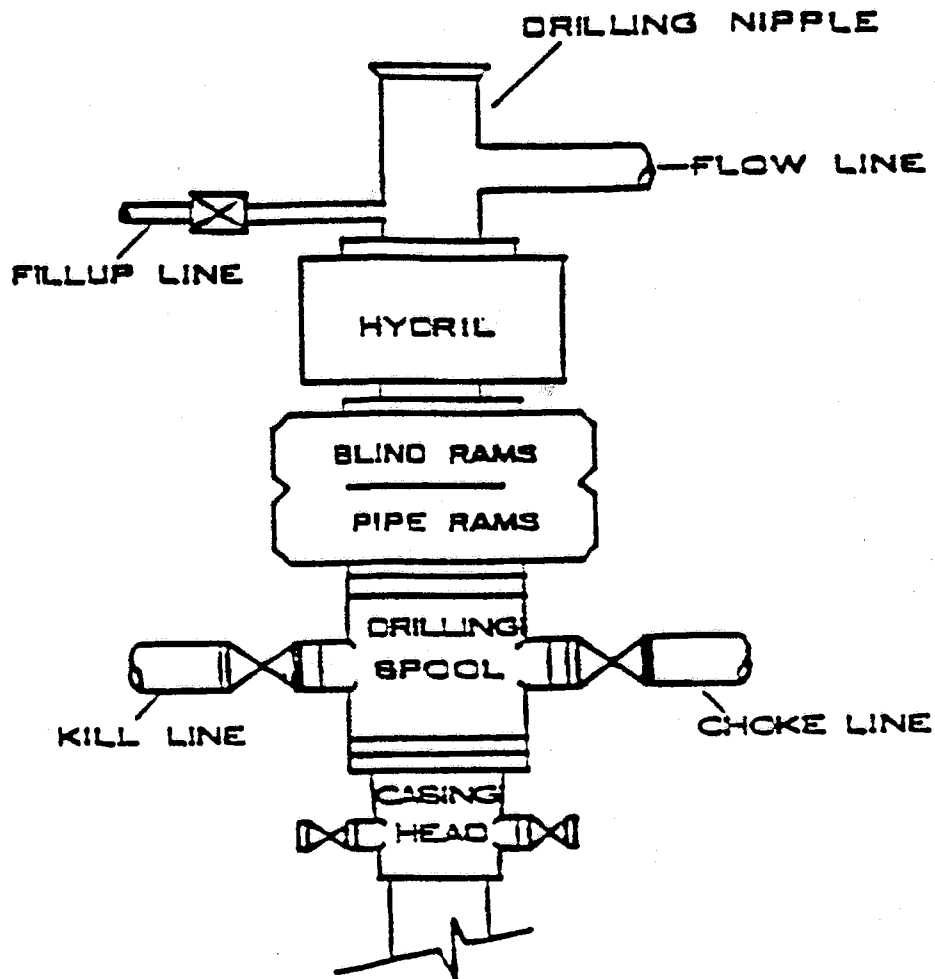 DRILLING NIPPLE
FLOW LINE
FILLUP LINE
HYDRIL
BLIND RAMS
PIPE RAMS
DRILLING
SPOOL
KILL LINE
CHOKE LINE
CASING
HEAD